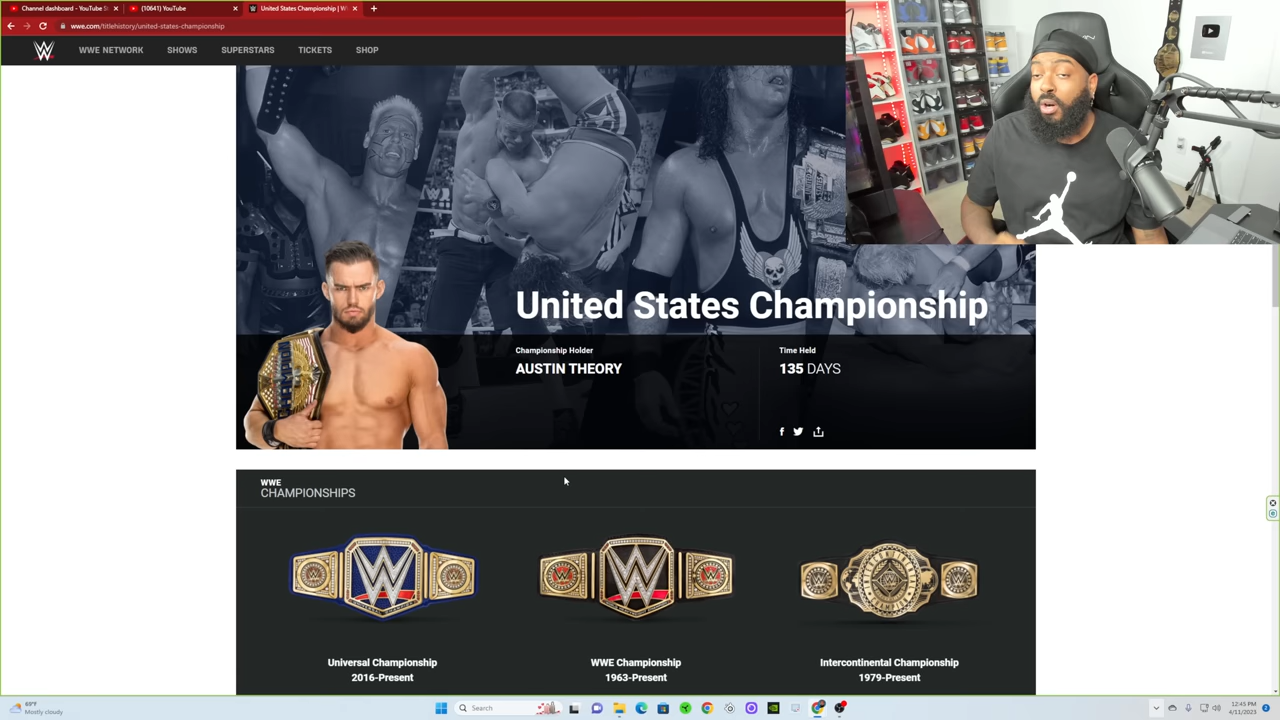 Channel dashboard - YouTube St
(10641) YouTube
United States Championship | W
wwe.com/titlehistory/united-states-championship
WWE NETWORK SHOWS SUPERSTARS TICKETS SHOP
United States Championship
Championship Holder
AUSTIN THEORY
Time Held
135 DAYS
WWE
CHAMPIONSHIPS
Universal Championship
2016-Present
WWE Championship
1963-Present
Intercontinental Championship
1979-Present
69°F
Mostly cloudy
Search
12:45 PM
4/11/2023